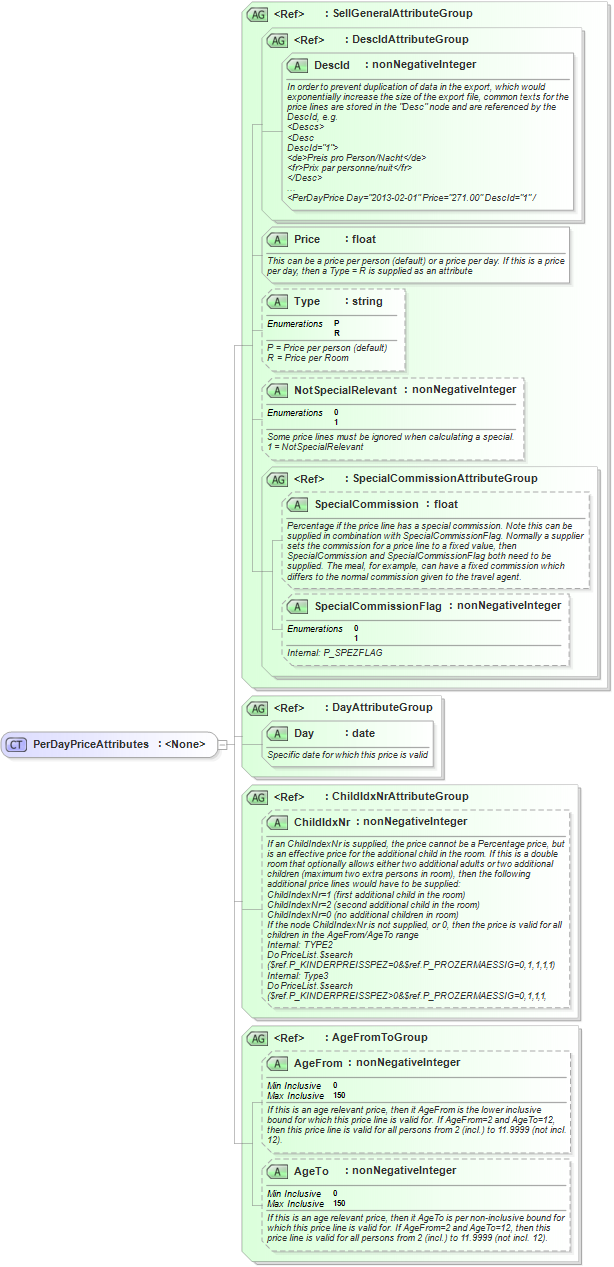 AG <Ref> : SellGeneralAttributeGroup
AG <Ref> : DescIdAttributeGroup
A DescId : nonNegativeInteger
In order to prevent duplication of data in the export, which would
exponentially increase the size of the export file, common texts for the
price lines are stored in the "Desc" node and are referenced by the
DescId, e.g.
<Descs>
<Desc
DescId="1">
<de>Preis pro Person/Nacht</de>
<fr>Prix par personne/nuit</fr>
</Desc>
...
<PerDayPrice Day="2013-02-01" Price="271.00" DescId="1" /
A Price : float
This can be a price per person (default) or a price per day. If this is a price
per day, then a Type = R is supplied as an attribute
A Type : string
Enumerations P
R
P = Price per person (default)
R = Price per Room
A NotSpecialRelevant : nonNegativeInteger
Enumerations 0
1
Some price lines must be ignored when calculating a special.
1 = NotSpecialRelevant
AG <Ref> : SpecialCommissionAttributeGroup
A SpecialCommission : float
Percentage if the price line has a special commission. Note this can be
supplied in combination with SpecialCommissionFlag. Normally a supplier
sets the commission for a price line to a fixed value, then
SpecialCommission and SpecialCommissionFlag both need to be
supplied. The meal, for example, can have a fixed commission which
differs to the normal commission given to the travel agent.
A SpecialCommissionFlag : nonNegativeInteger
Enumerations 0
1
Internal: P_SPEZFLAG
AG <Ref> : DayAttributeGroup
A Day : date
Specific date for which this price is valid
CT PerDayPriceAttributes : <None>
AG <Ref> : ChildIdxNrAttributeGroup
A ChildIdxNr : nonNegativeInteger
If an ChildIndexNr is supplied, the price cannot be a Percentage price, but
is an effective price for the additional child in the room. If this is a double
room that optionally allows either two additional adults or two additional
children (maximum two extra persons in room), then the following
additional price lines would have to be supplied:
ChildIndexNr=1 (first additional child in the room)
ChildIndexNr=2 (second additional child in the room)
ChildIndexNr=0 (no additional children in room)
If the node ChildIndexNr is not supplied, or 0, then the price is valid for all
children in the AgeFrom/AgeTo range
Internal: TYPE2
Do PriceList.$search
($ref.P_KINDERPREISSPEZ=0&$ref.P_PROZERMAESSIG=0,1,1,1,1)
Internal: Type3
Do PriceList.$search
($ref.P_KINDERPREISSPEZ>0&$ref.P_PROZERMAESSIG=0,1,1,1,
AG <Ref> : AgeFromToGroup
A AgeFrom : nonNegativeInteger
Min Inclusive 0
Max Inclusive 150
If this is an age relevant price, then it AgeFrom is the lower inclusive
bound for which this price line is valid for. If AgeFrom=2 and AgeTo=12,
then this price line is valid for all persons from 2 (incl.) to 11.9999 (not incl.
12).
A AgeTo : nonNegativeInteger
Min Inclusive 0
Max Inclusive 150
If this is an age relevant price, then it AgeTo is per non-inclusive bound for
which this price line is valid for. If AgeFrom=2 and AgeTo=12, then this
price line is valid for all persons from 2 (incl.) to 11.9999 (not incl. 12).